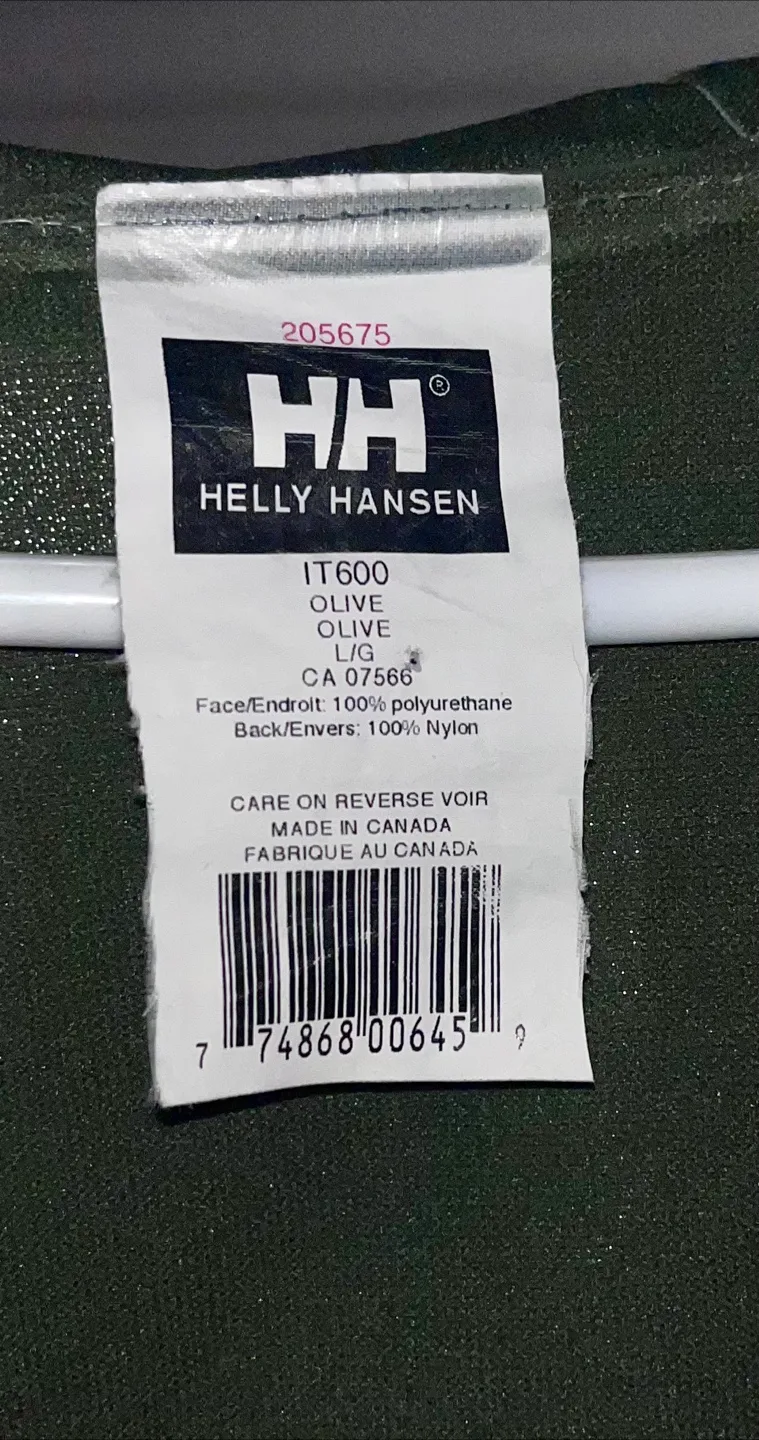 205675
HH®
HELLY HANSEN
IT600
OLIVE
OLIVE
L/G
CA 07566
Face/Endroit: 100% polyurethane
Back/Envers: 100% Nylon
CARE ON REVERSE VOIR
MADE IN CANADA
FABRIQUE AU CANADA
7 74868 00645 9